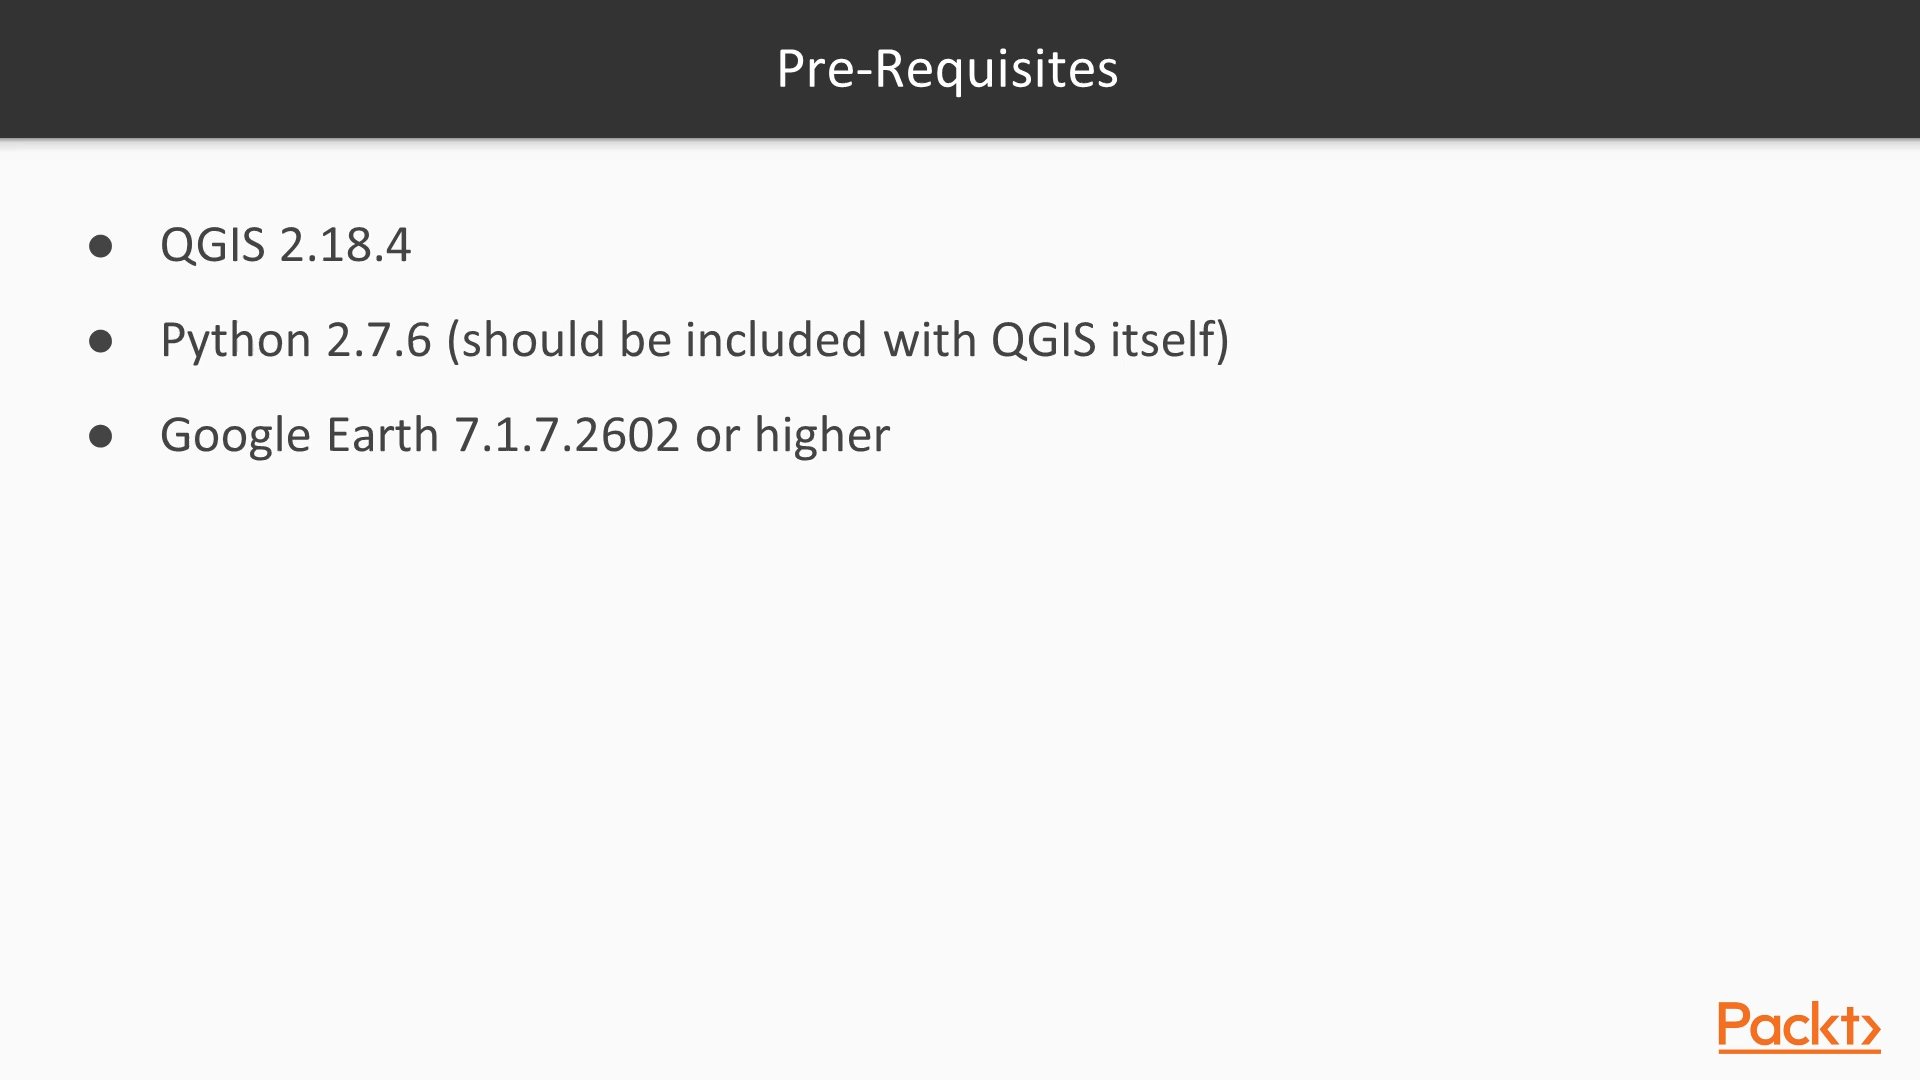 Pre-Requisites
● QGIS 2.18.4
● Python 2.7.6 (should be included with QGIS itself)
● Google Earth 7.1.7.2602 or higher
Packt>